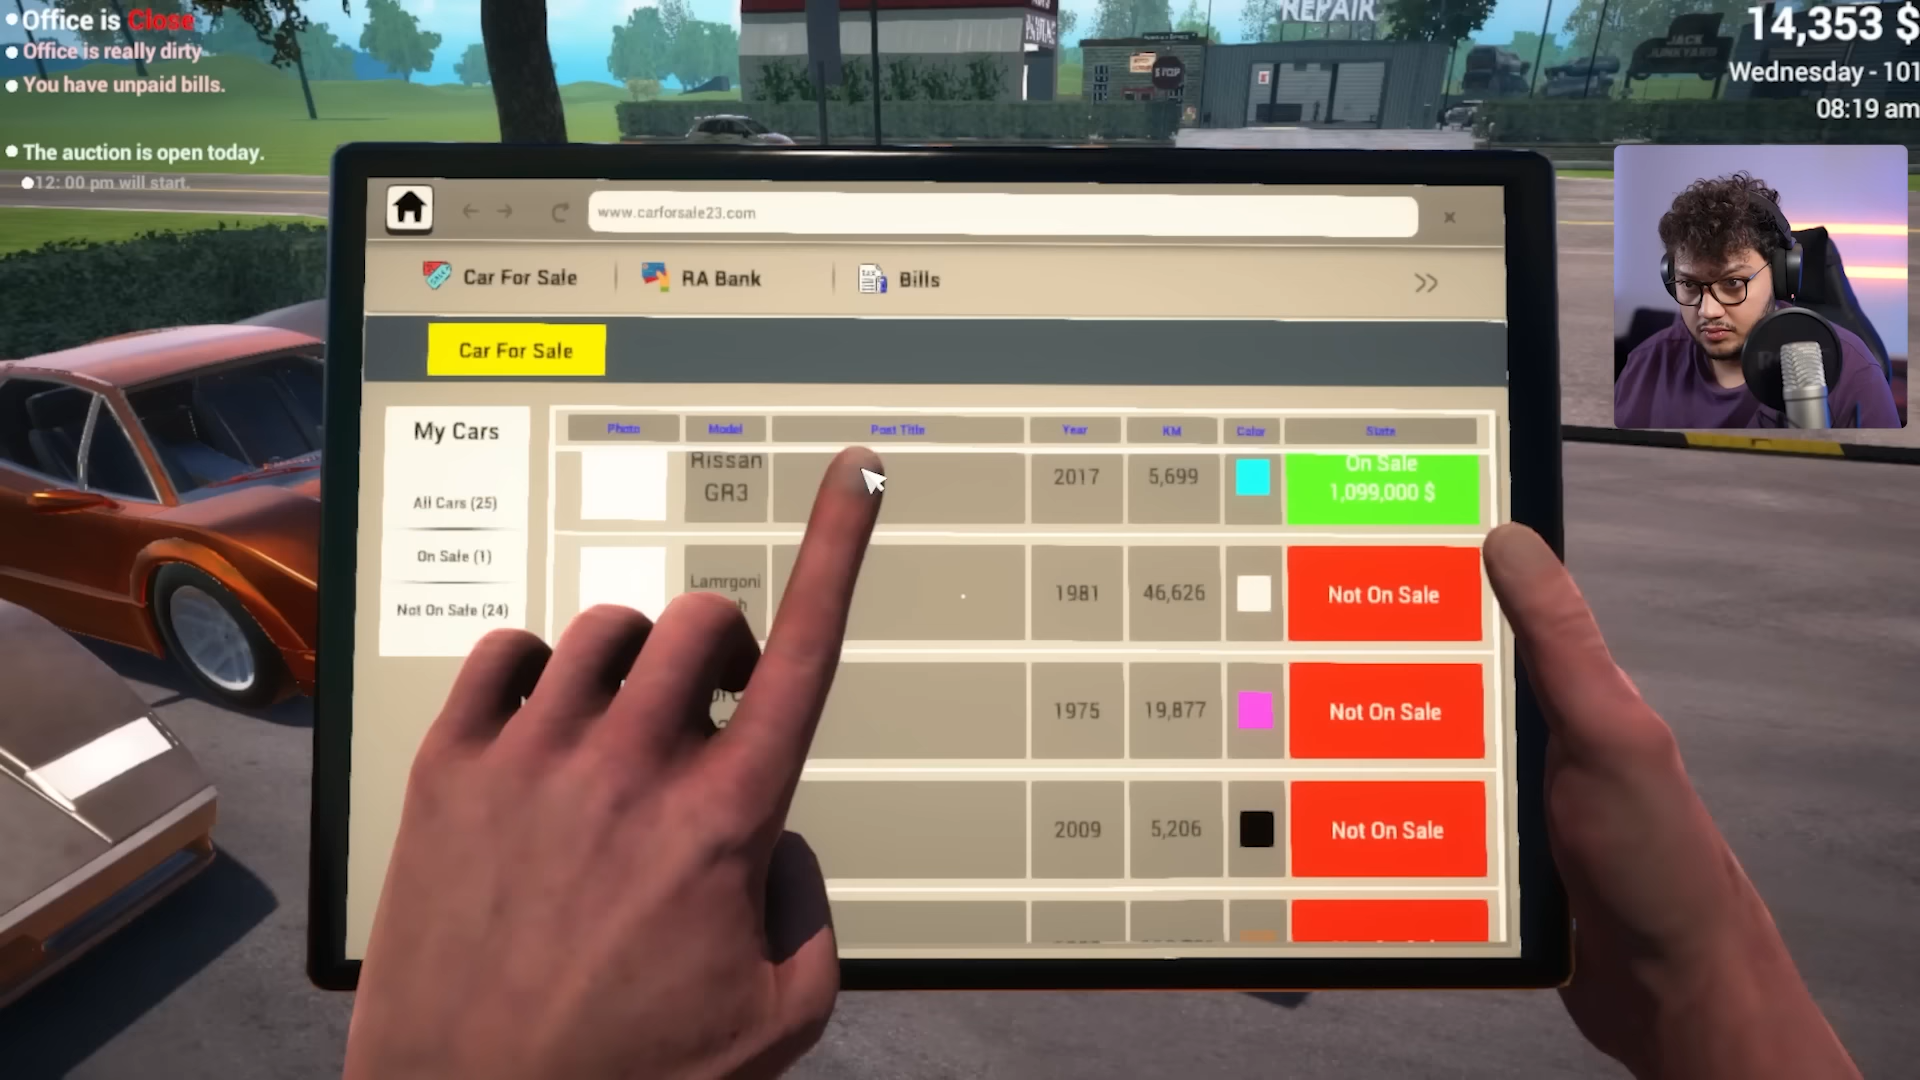 Office is Close
Office is really dirty
You have unpaid bills.
The auction is open today.
12:00 pm will start.
14,353 $
Wednesday - 101
08:19 am
REPAIR
STOP
JACK
JUNKYARD
www.carforsale23.com
Car For Sale
RA Bank
Bills
Car For Sale
My Cars
All Cars (25)
On Sale (1)
Not On Sale (24)
Photo Model Post Title Year KM Color State
Rissan GR3 2017 5,699 On Sale 1,099,000 $
Lamrgoni 1981 46,626 Not On Sale
1975 19,877 Not On Sale
2009 5,206 Not On Sale